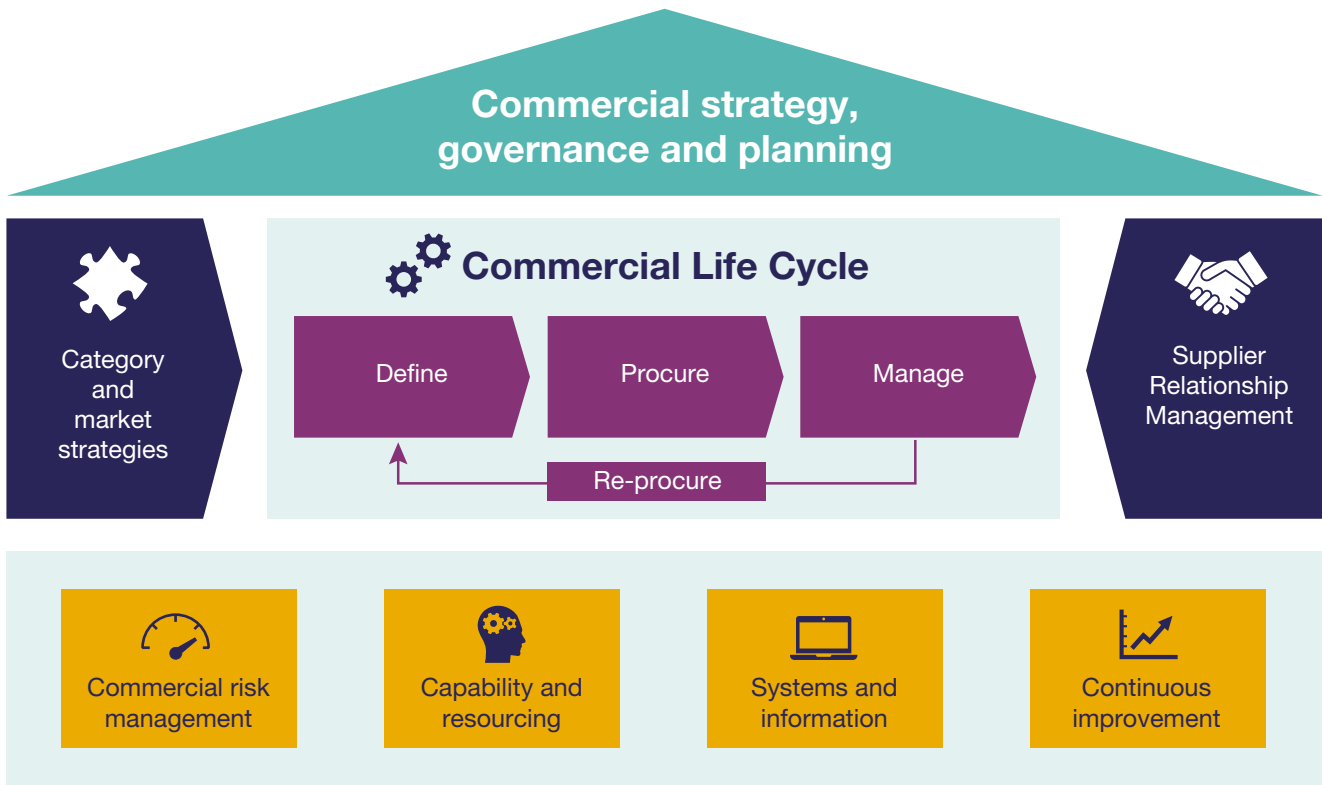 Commercial strategy,
governance and planning
Category
and
market
strategies
Commercial Life Cycle
Define
Procure
Manage
Re-procure
Supplier
Relationship
Management
Commercial risk
management
Capability and
resourcing
Systems and
information
Continuous
improvement